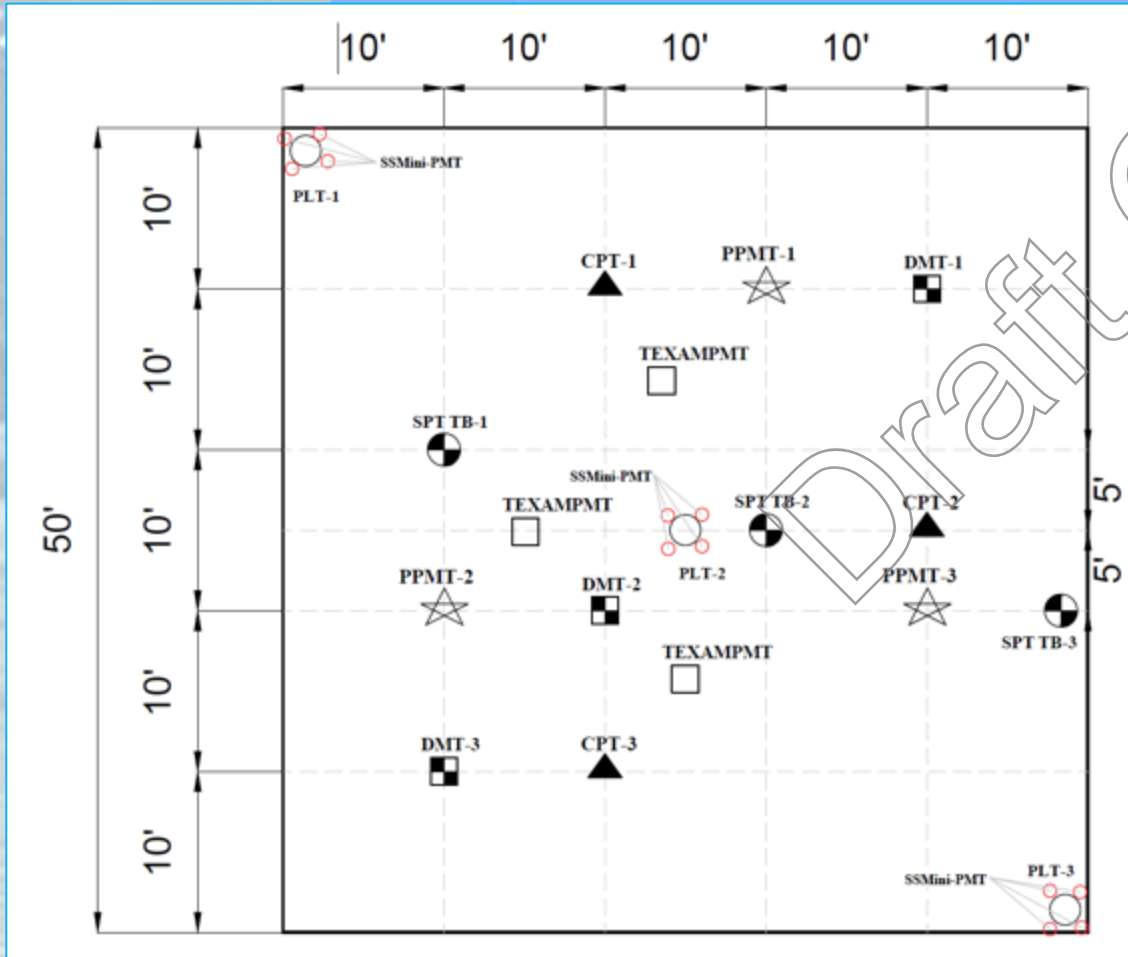 10' 10' 10' 10' 10'
SSMini-PMT
PLT-1
10'
CPT-1 PPMT-1 DMT-1
TEXAMPMT
10'
SPT TB-1
SSMini-PMT
5'
TEXAMPMT SPT TB-2 CPT-2
50' 10'
PLT-2
PPMT-2 DMT-2 PPMT-3
5'
SPT TB-3
TEXAMPMT
10'
DMT-3 CPT-3
10'
SSMini-PMT PLT-3
Draft